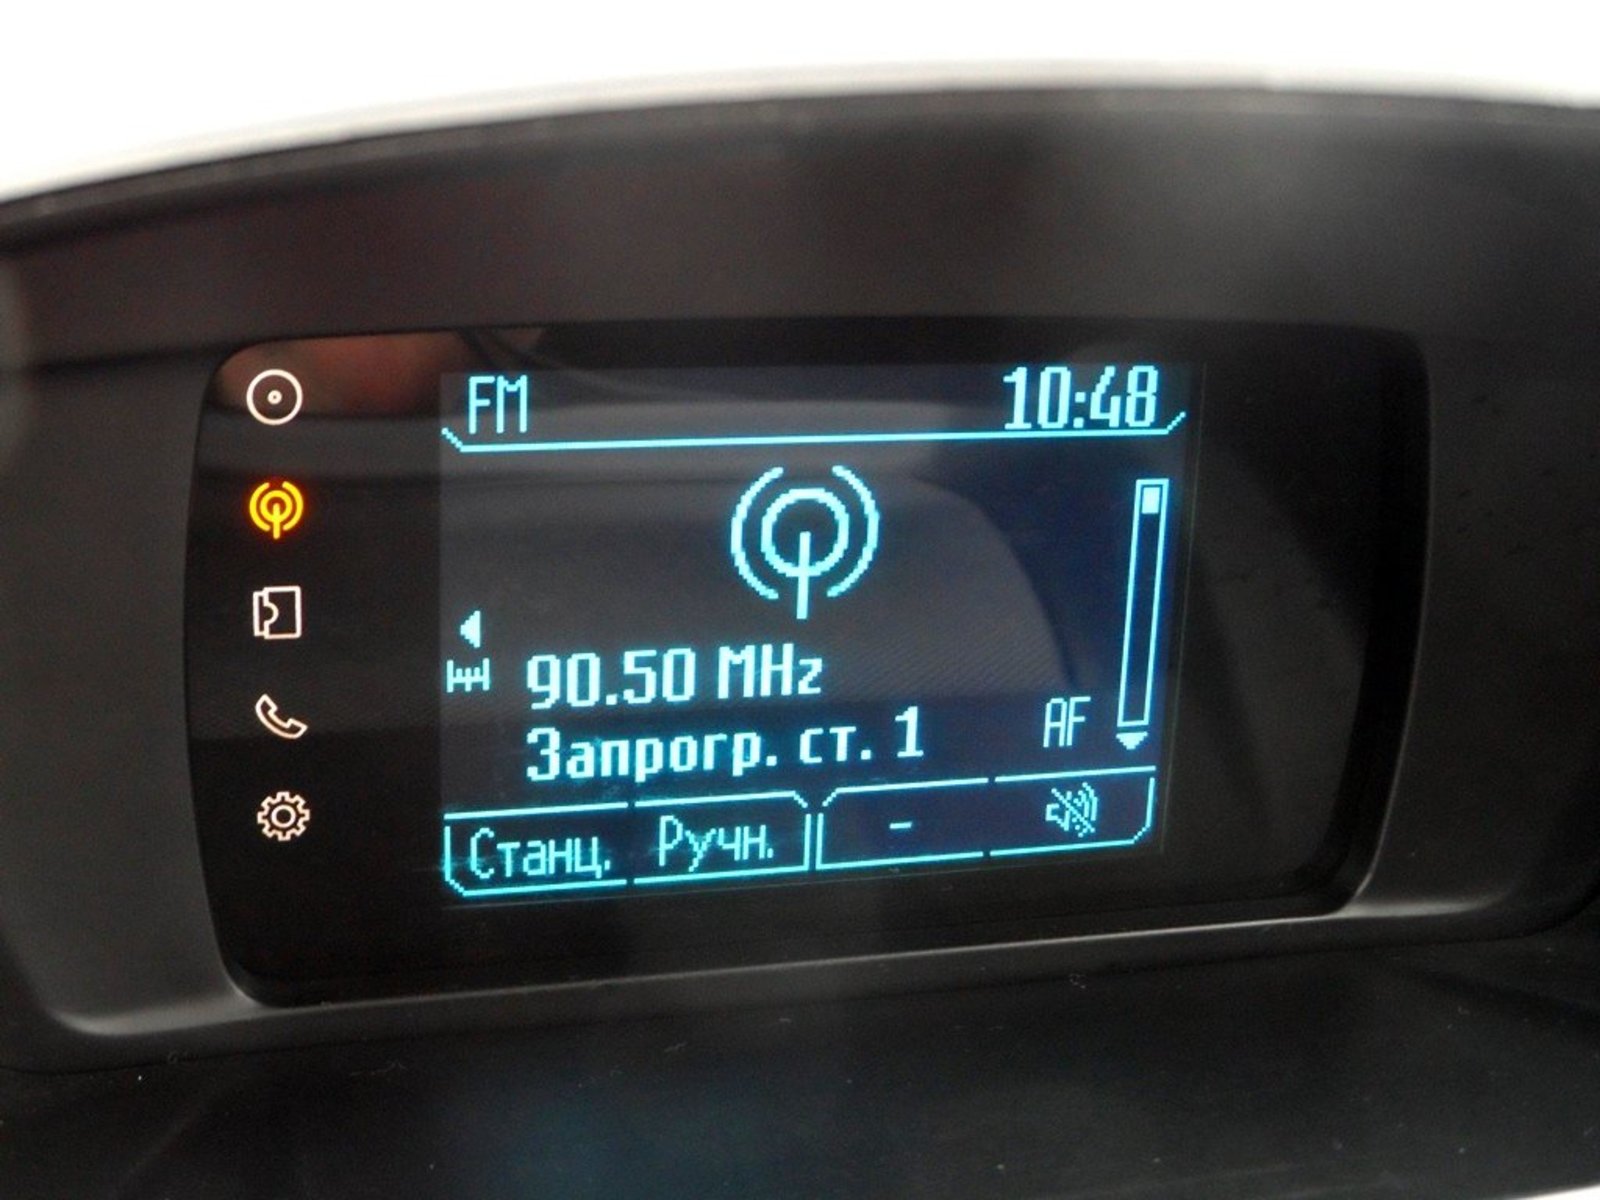 FM 10:48
90.50 MHz
Запрогр. ст. 1 AF
Станц. Ручн. -